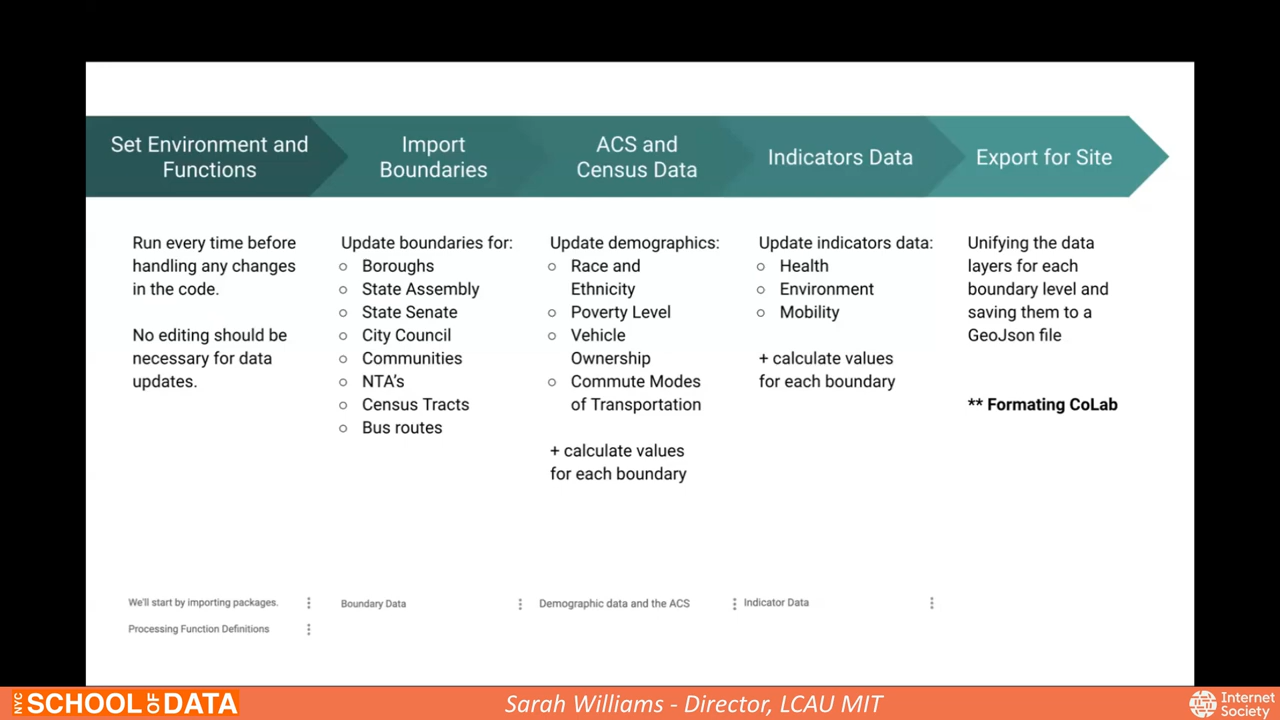 Set Environment and
Functions
Import
Boundaries
ACS and
Census Data
Indicators Data
Export for Site
Run every time before
handling any changes
in the code.
No editing should be
necessary for data
updates.
Update boundaries for:
○ Boroughs
○ State Assembly
○ State Senate
○ City Council
○ Communities
○ NTA's
○ Census Tracts
○ Bus routes
Update demographics:
○ Race and
Ethnicity
○ Poverty Level
○ Vehicle
Ownership
○ Commute Modes
of Transportation
+ calculate values
for each boundary
Update indicators data:
○ Health
○ Environment
○ Mobility
+ calculate values
for each boundary
Unifying the data
layers for each
boundary level and
saving them to a
GeoJson file
** Formating CoLab
We'll start by importing packages.
Processing Function Definitions
Boundary Data
Demographic data and the ACS
Indicator Data
NYC SCHOOL OF DATA
Sarah Williams - Director, LCAU MIT
Internet
Society